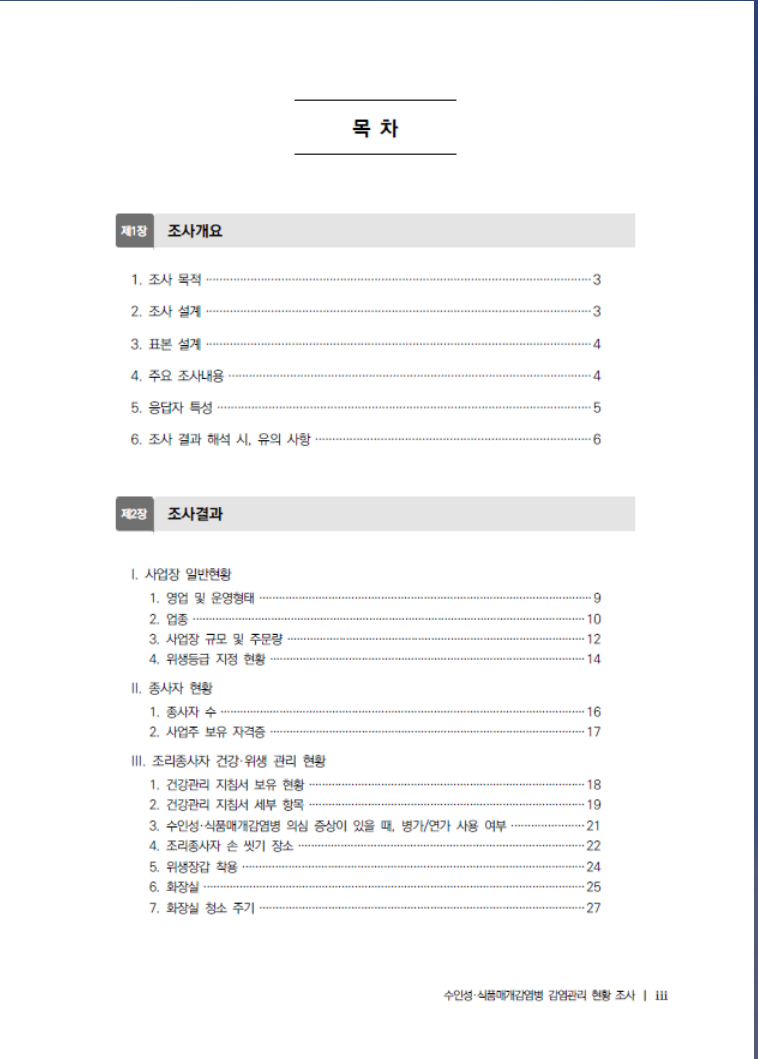 목 차
제1장 조사개요
1. 조사 목적 ········ 3
2. 조사 설계 ········ 3
3. 표본 설계 ········ 4
4. 주요 조사내용 ········ 4
5. 응답자 특성 ········ 5
6. 조사 결과 해석 시, 유의 사항 ········ 6
제2장 조사결과
I. 사업장 일반현황
1. 영업 및 운영형태 ········ 9
2. 업종 ········ 10
3. 사업장 규모 및 주문량 ········ 12
4. 위생등급 지정 현황 ········ 14
II. 종사자 현황
1. 종사자 수 ········ 16
2. 사업주 보유 자격증 ········ 17
III. 조리종사자 건강·위생 관리 현황
1. 건강관리 지침서 보유 현황 ········ 18
2. 건강관리 지침서 세부 항목 ········ 19
3. 수인성·식품매개감염병 의심 증상이 있을 때, 병가/연가 사용 여부 ········ 21
4. 조리종사자 손 씻기 장소 ········ 22
5. 위생장갑 착용 ········ 24
6. 화장실 ········ 25
7. 화장실 청소 주기 ········ 27
수인성·식품매개감염병 감염관리 현황 조사 | iii